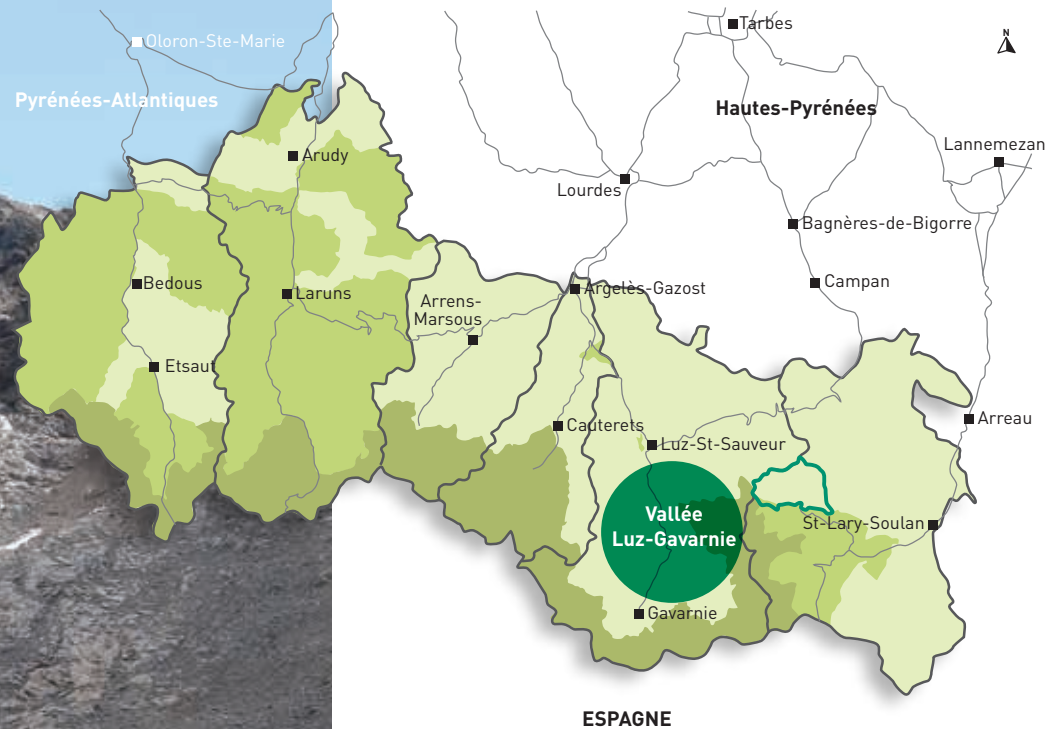 Tarbes
N
Oloron-Ste-Marie
Pyrénées-Atlantiques
Hautes-Pyrénées
Lannemezan
Arudy
Lourdes
Bagnères-de-Bigorre
Bedous
Laruns
Campan
Argelès-Gazost
Arrens-
Marsous
Etsaut
Arreau
Cauterets
Luz-St-Sauveur
Vallée
Luz-Gavarnie
St-Lary-Soulan
Gavarnie
ESPAGNE